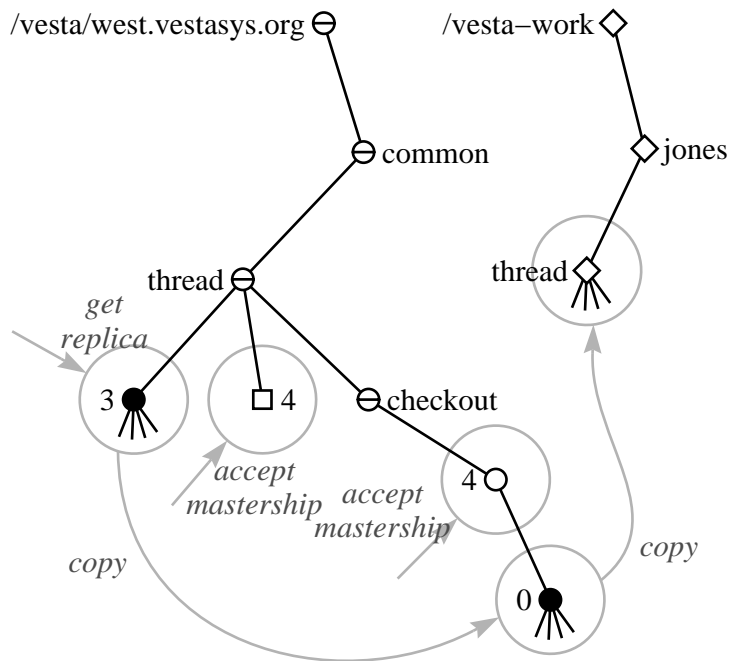 /vesta/west.vestasys.org
/vesta−work
common
jones
thread
thread
get
replica
3
4
checkout
accept
mastership
4
accept
mastership
copy
copy
0